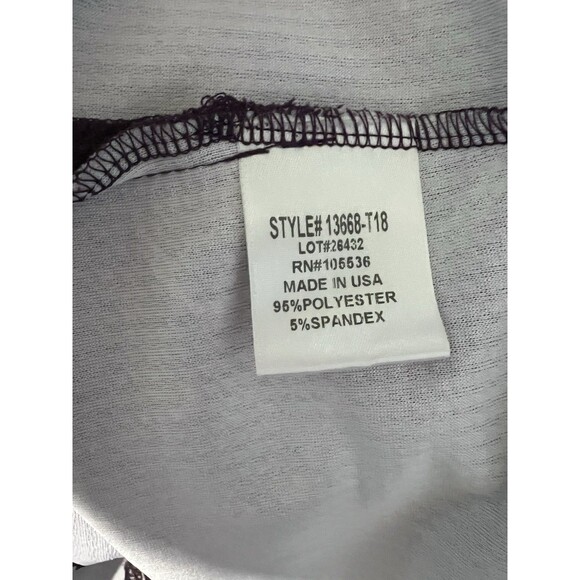 STYLE# 13668-T18
LOT#26432
RN#105536
MADE IN USA
95%POLYESTER
5%SPANDEX